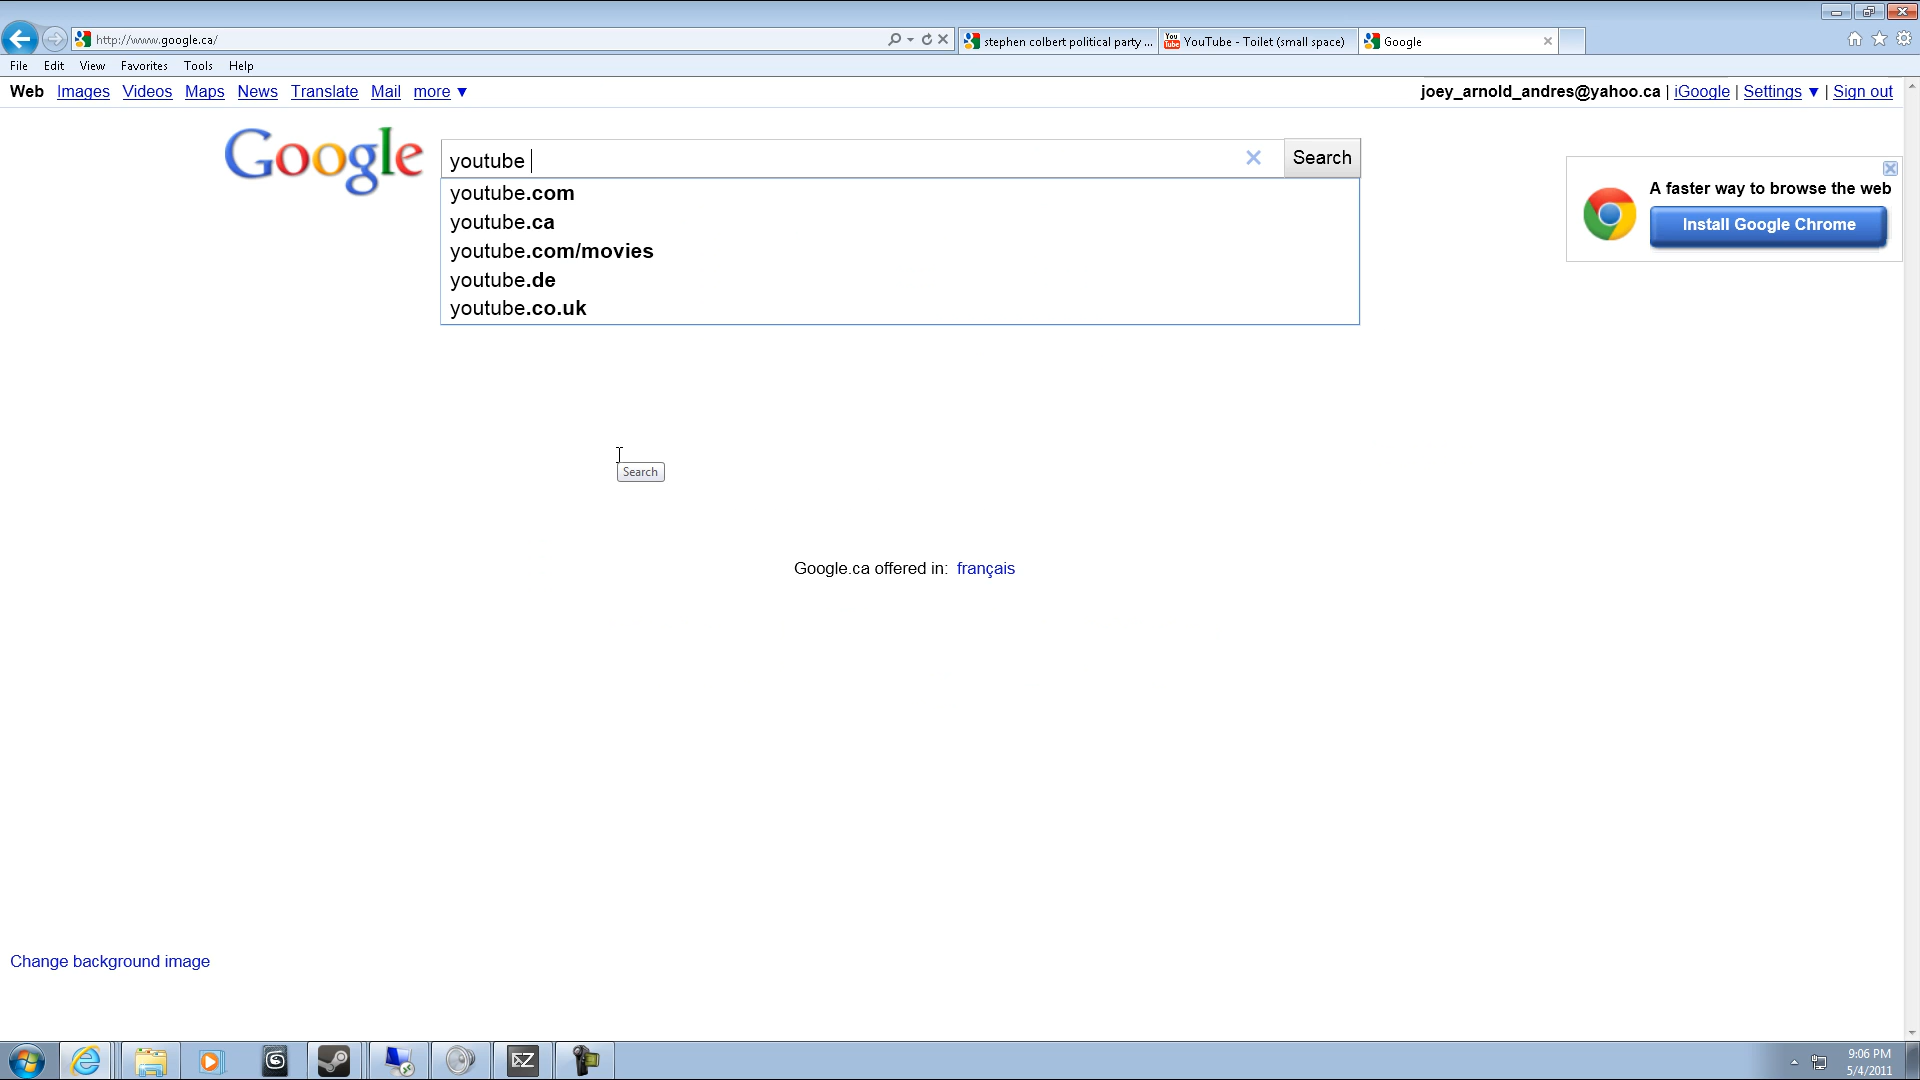 http://www.google.ca/
stephen colbert political party ...
YouTube - Toilet (small space)
Google
File Edit View Favorites Tools Help
Web Images Videos Maps News Translate Mail more ▼
joey_arnold_andres@yahoo.ca | iGoogle | Settings ▼ | Sign out
Google
youtube
Search
youtube.com
youtube.ca
youtube.com/movies
youtube.de
youtube.co.uk
A faster way to browse the web
Install Google Chrome
Search
Google.ca offered in: français
Change background image
9:06 PM
5/4/2011